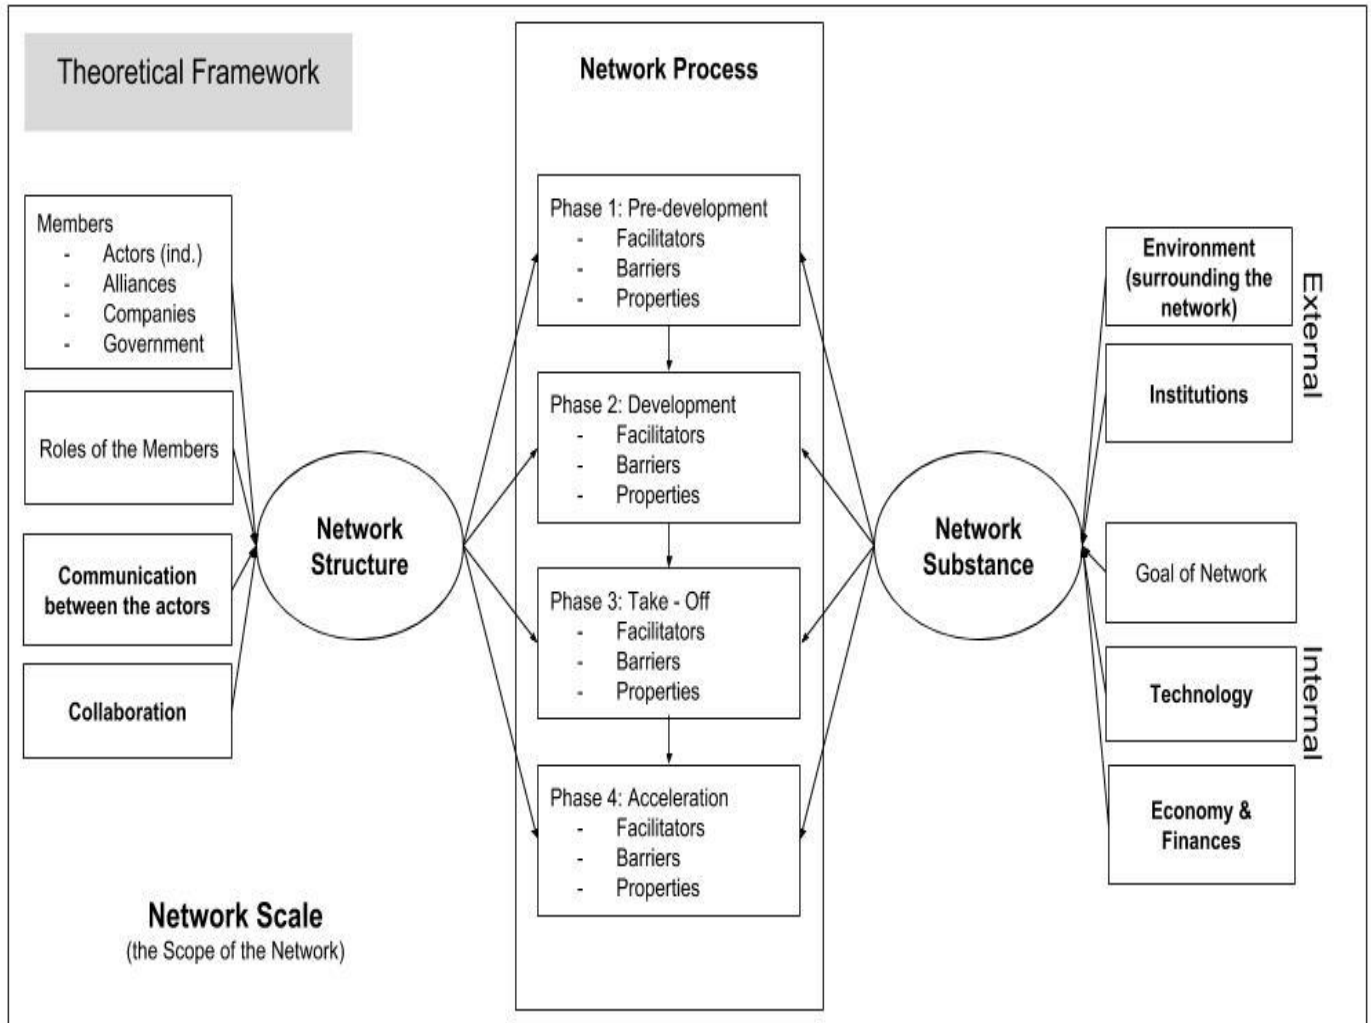 Theoretical Framework
Members
- Actors (ind.)
- Alliances
- Companies
- Government
Roles of the Members
Communication
between the actors
Collaboration
Network
Structure
Network Scale
(the Scope of the Network)
Network Process
Phase 1: Pre-development
- Facilitators
- Barriers
- Properties
Phase 2: Development
- Facilitators
- Barriers
- Properties
Phase 3: Take - Off
- Facilitators
- Barriers
- Properties
Phase 4: Acceleration
- Facilitators
- Barriers
- Properties
Network
Substance
Environment
(surrounding the
network)
Institutions
External
Goal of Network
Technology
Economy &
Finances
Internal